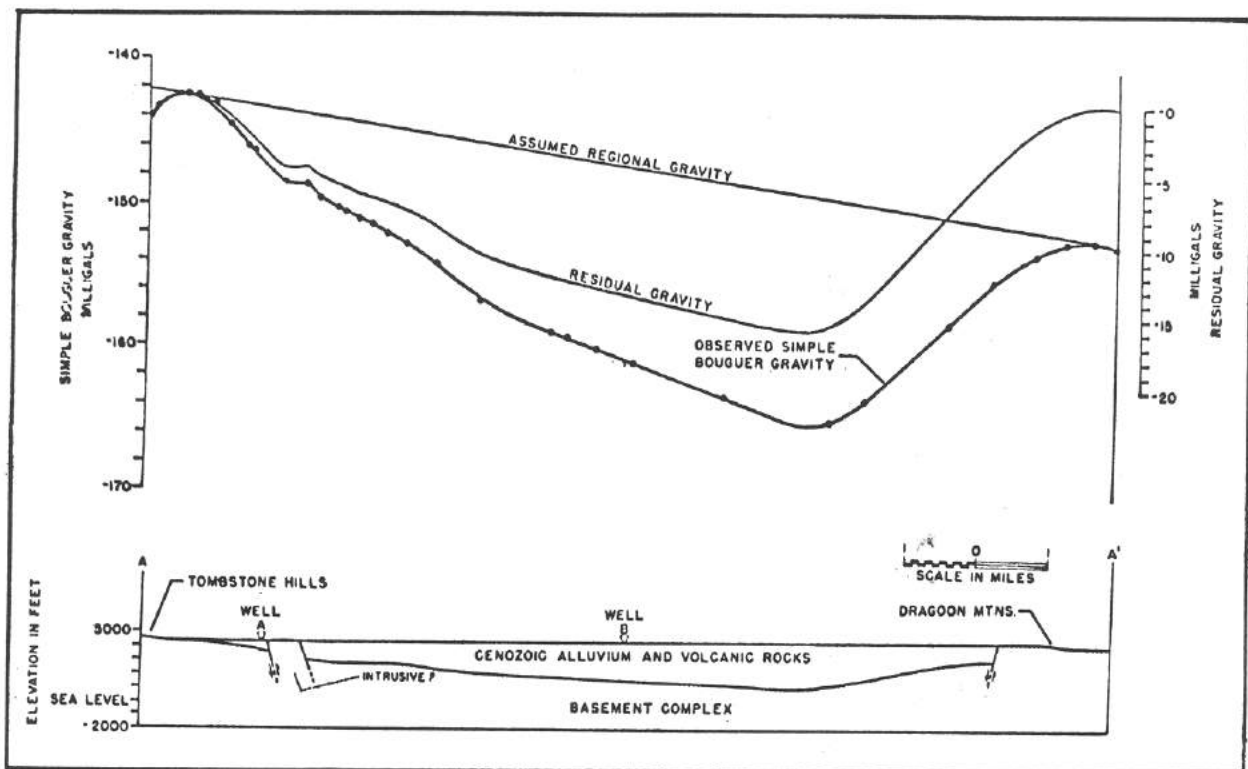 -140
-150
-160
-170
SIMPLE BOUGUER GRAVITY
MILLIGALS
ASSUMED REGIONAL GRAVITY
RESIDUAL GRAVITY
OBSERVED SIMPLE
BOUGUER GRAVITY
-0
-5
-10
-15
-20
MILLIGALS
RESIDUAL GRAVITY
A
A'
TOMBSTONE HILLS
WELL
A
WELL
B
0
SCALE IN MILES
DRAGOON MTNS.
5000
SEA LEVEL
-2000
ELEVATION IN FEET
CENOZOIC ALLUVIUM AND VOLCANIC ROCKS
INTRUSIVE?
BASEMENT COMPLEX